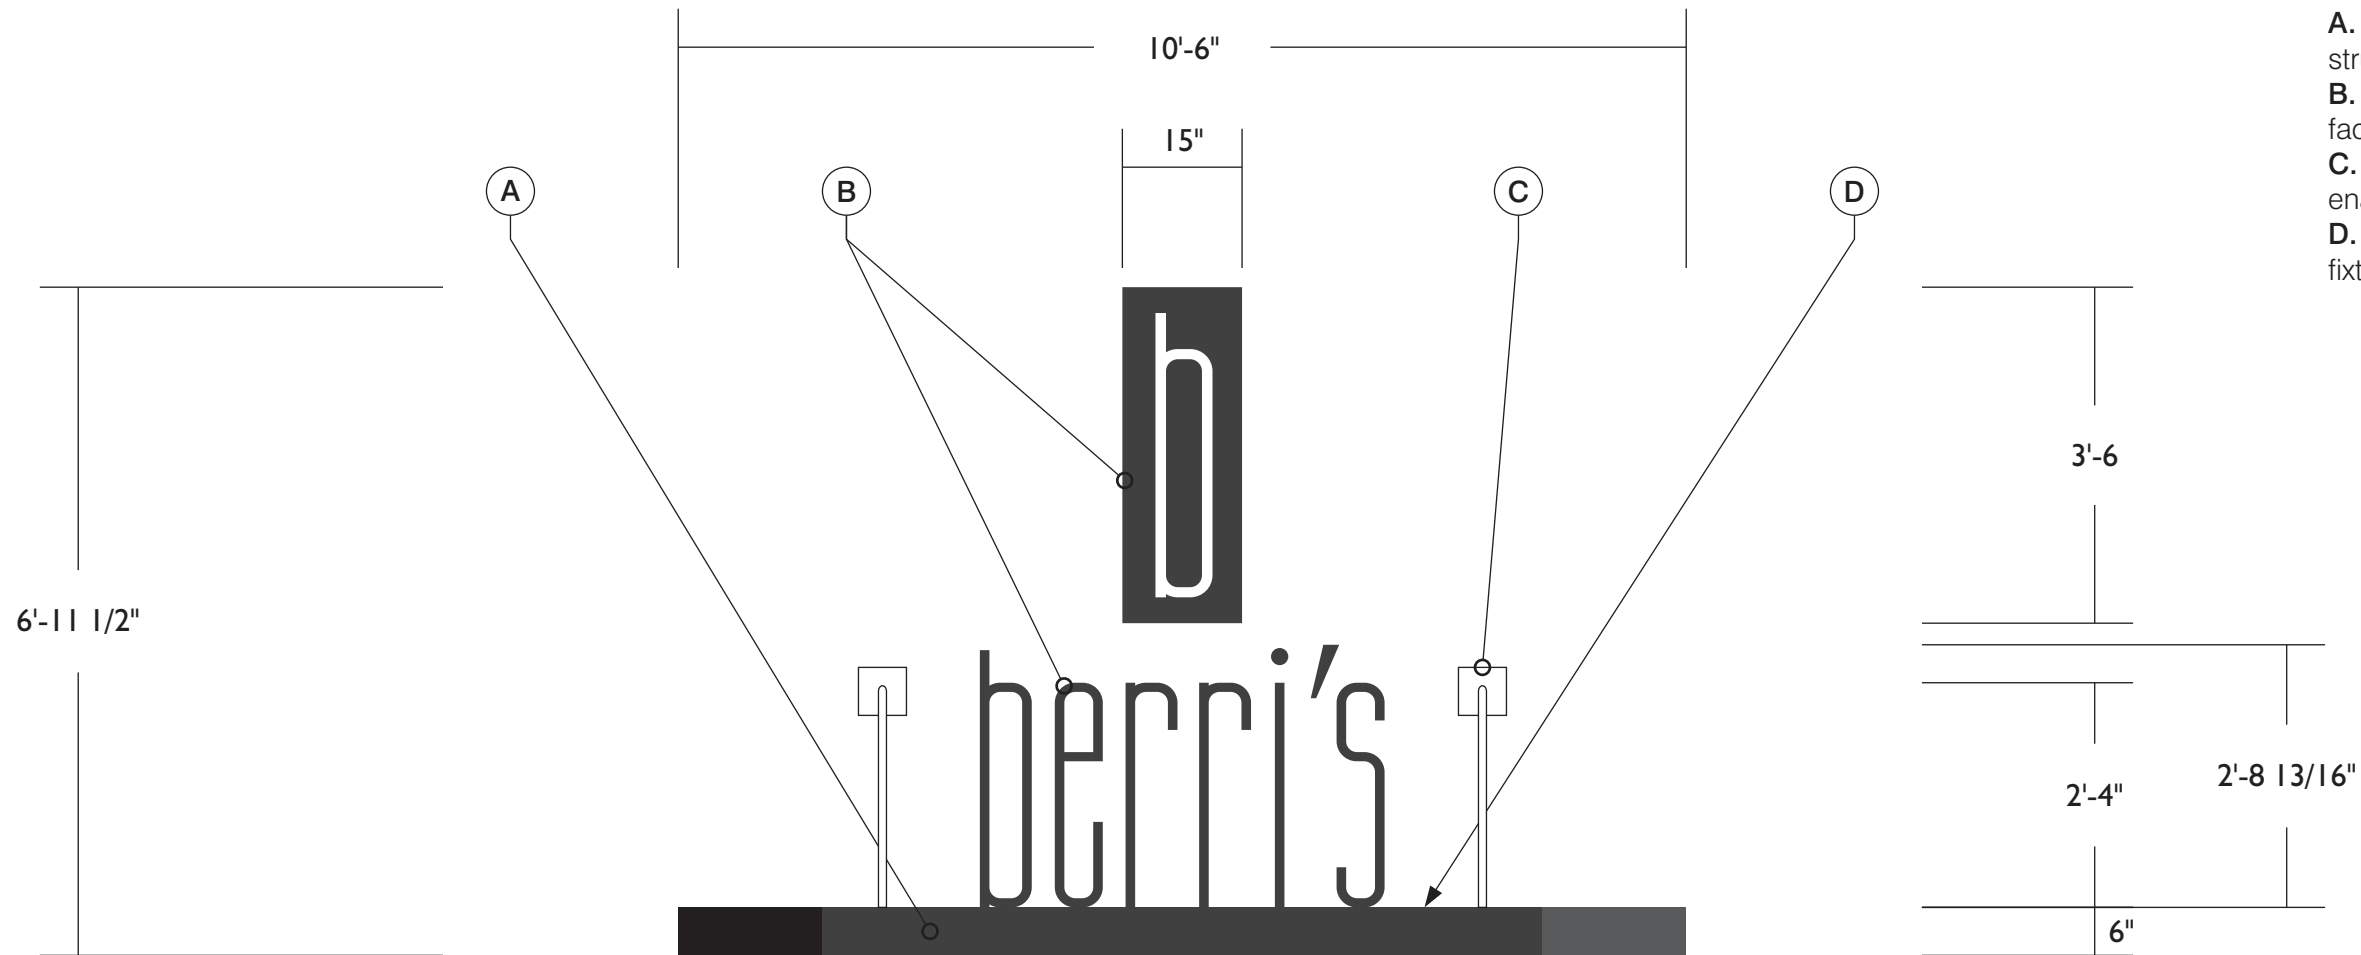 10'-6"
15"
A
B
C
D
A.
B.
C.
D.
b
3'-6
6'-11 1/2"
berri's
2'-8 13/16"
2'-4"
6"